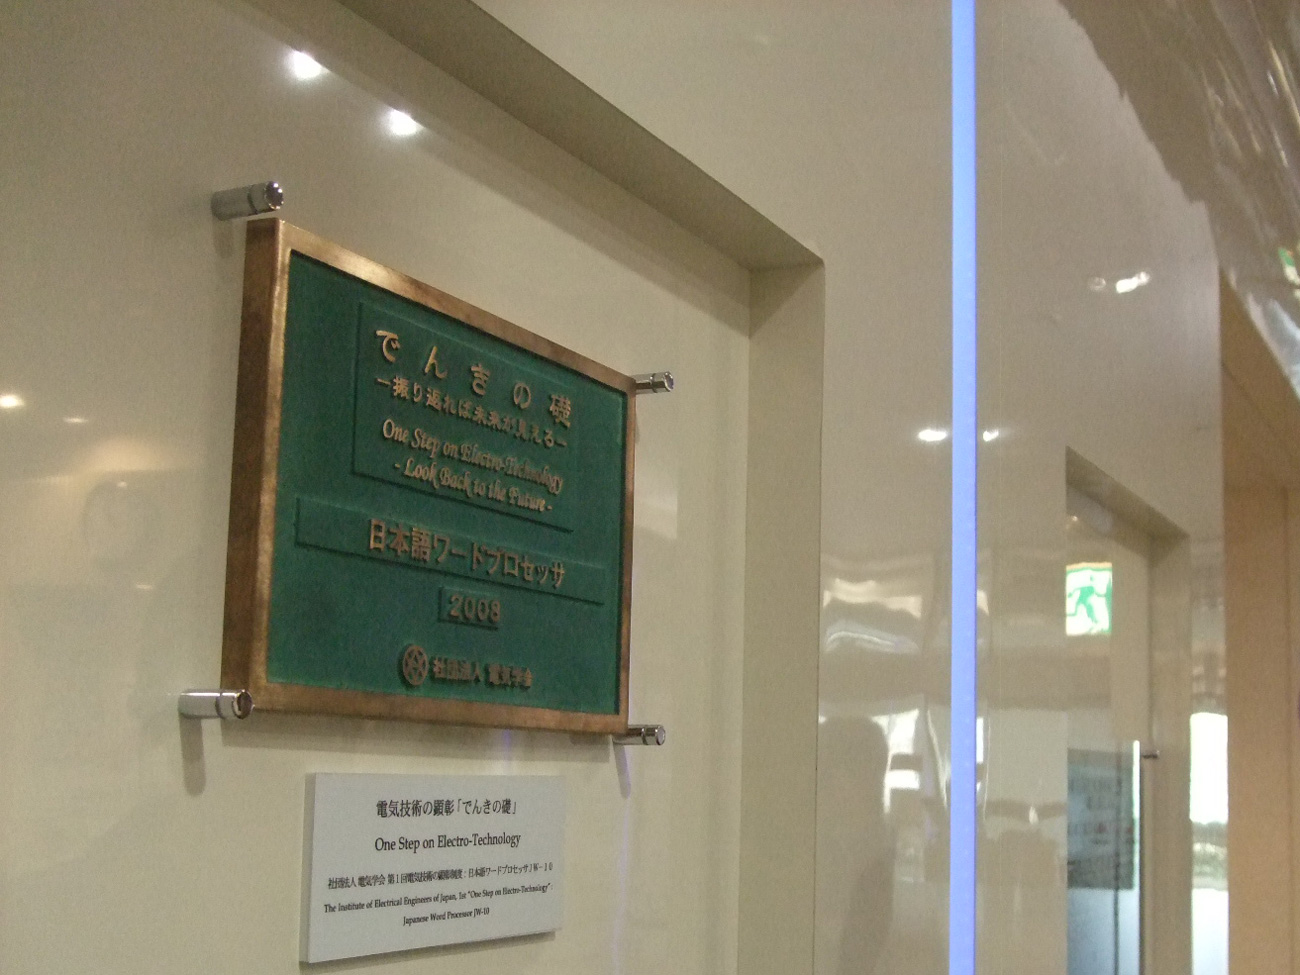 でんきの礎
－振り返れば未来が見える－
One Step on Electro-Technology
- Look Back to the Future -
日本語ワードプロセッサ
2008
社団法人 電気学会
電気技術の顕彰「でんきの礎」
One Step on Electro-Technology
社団法人 電気学会 第1回電気技術の顕彰制度：日本語ワードプロセッサJW－10
The Institute of Electrical Engineers of Japan, 1st "One Step on Electro-Technology":
Japanese Word Processor JW-10